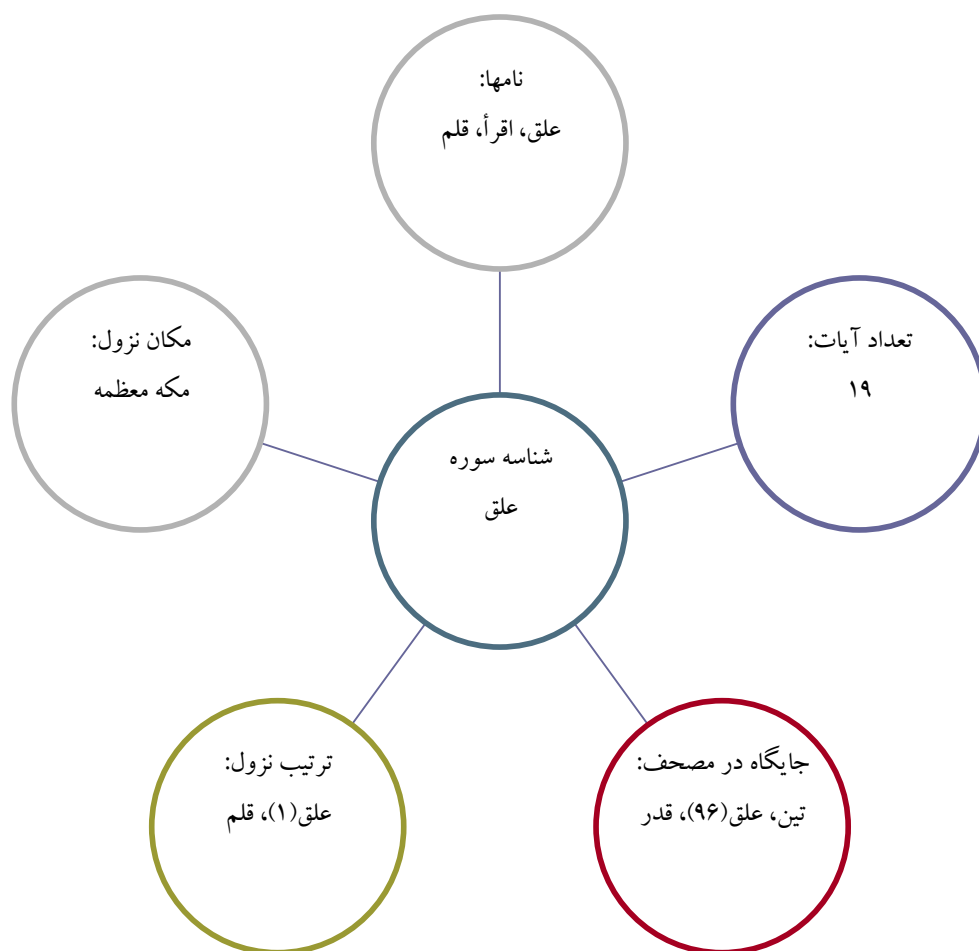 نامها:
علق، اقرأ، قلم
تعداد آیات:
۱۹
مکان نزول:
مکه معظمه
شناسه سوره
علق
جایگاه در مصحف:
تین، علق(۹۶)، قدر
ترتیب نزول:
علق(۱)، قلم